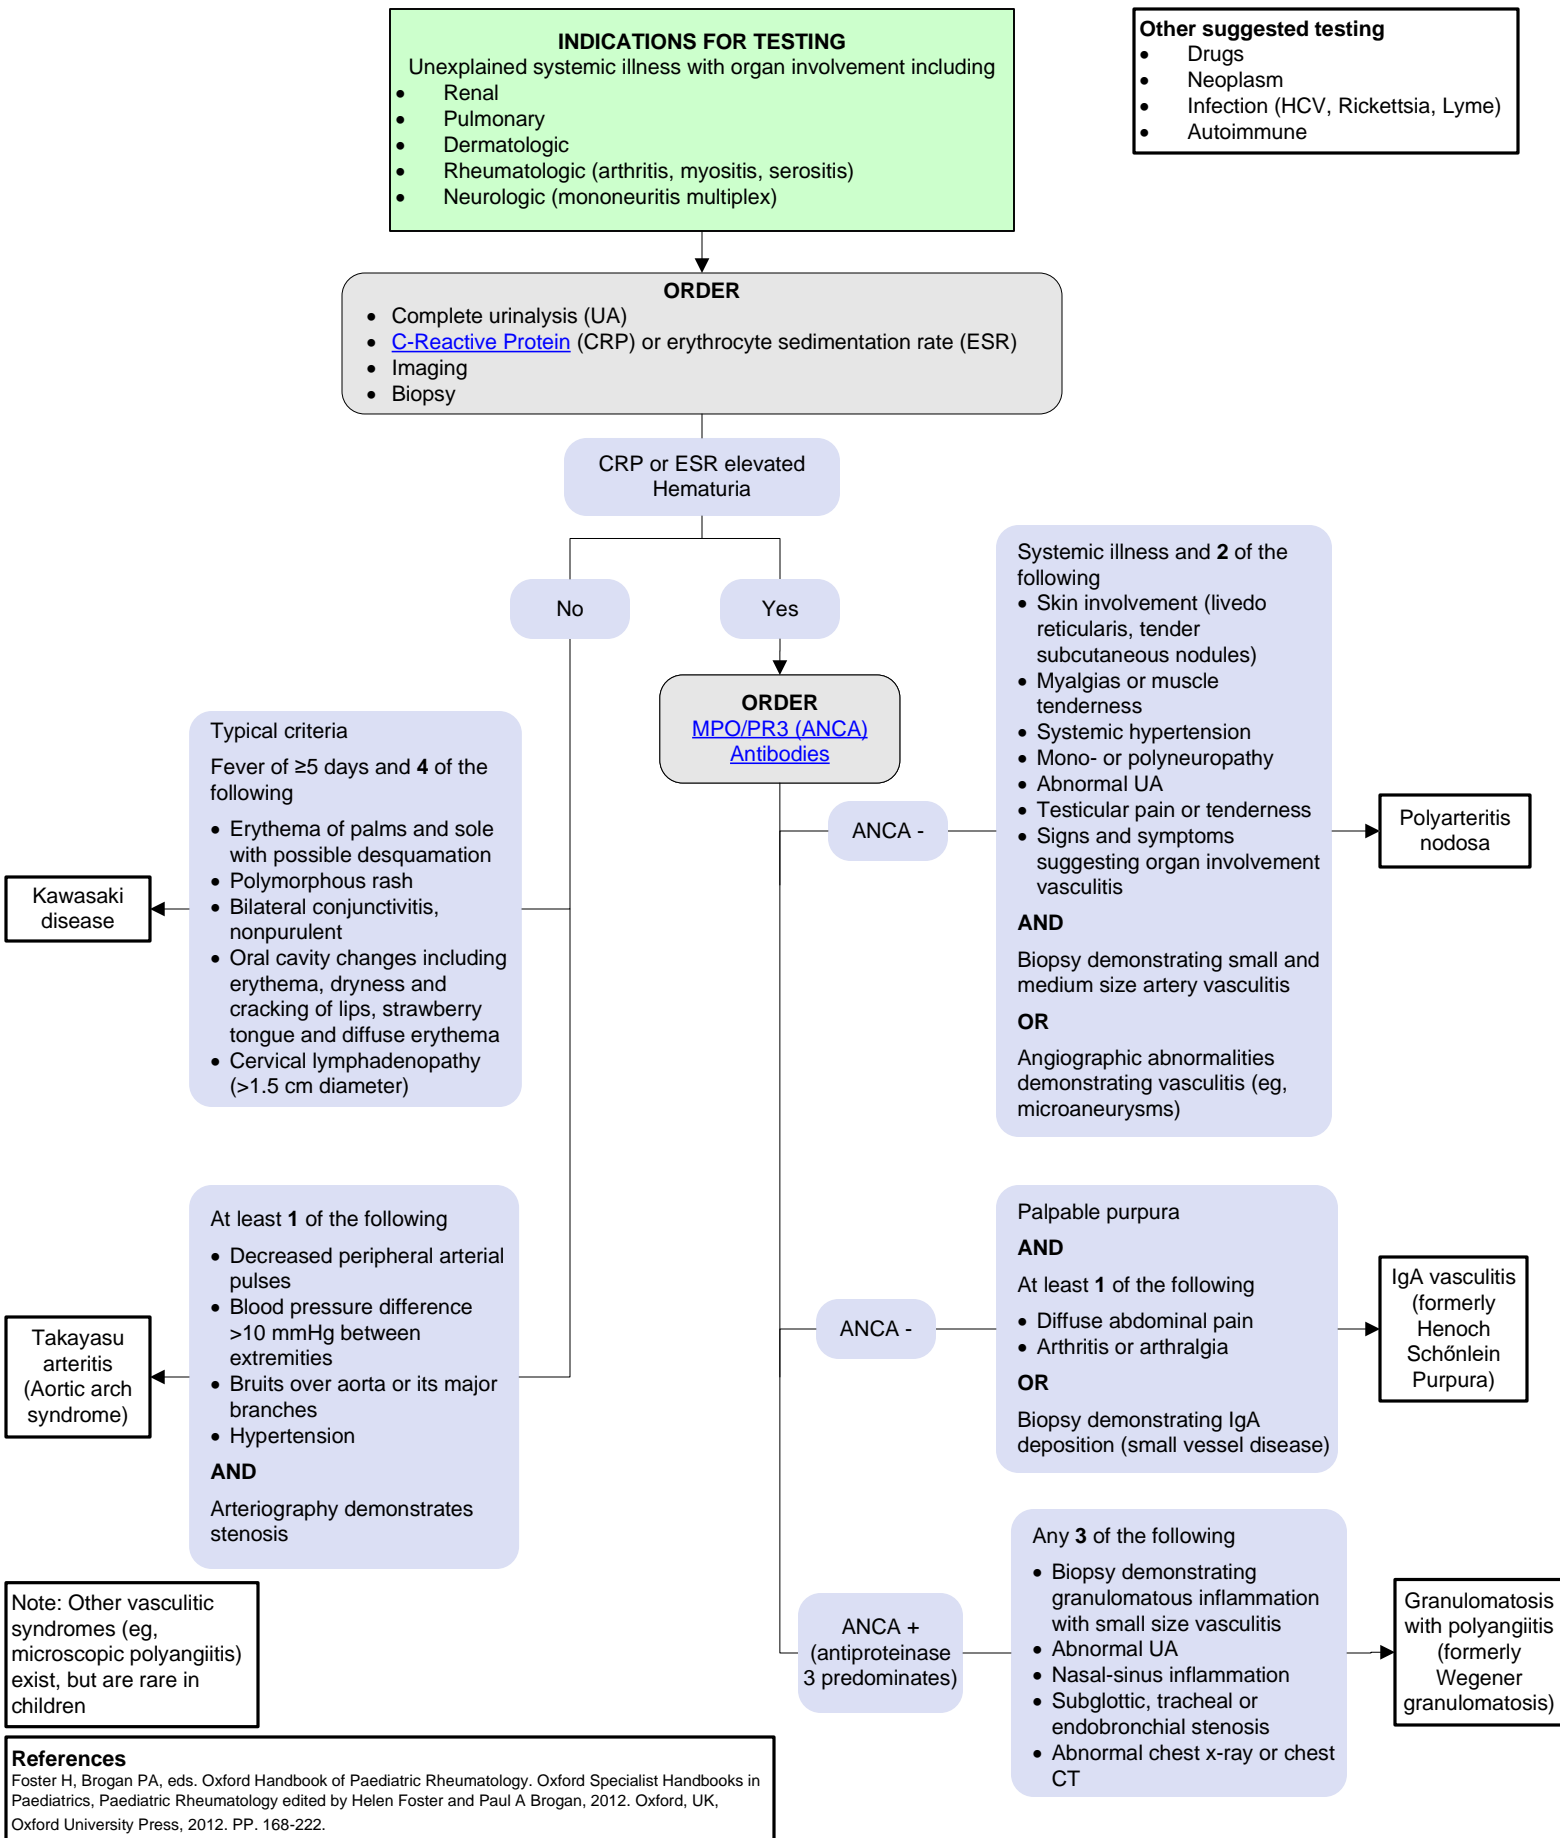 INDICATIONS FOR TESTING
Unexplained systemic illness with organ involvement including
• Renal
• Pulmonary
• Dermatologic
• Rheumatologic (arthritis, myositis, serositis)
• Neurologic (mononeuritis multiplex)
Other suggested testing
• Drugs
• Neoplasm
• Infection (HCV, Rickettsia, Lyme)
• Autoimmune
ORDER
• Complete urinalysis (UA)
• C-Reactive Protein (CRP) or erythrocyte sedimentation rate (ESR)
• Imaging
• Biopsy
CRP or ESR elevated
Hematuria
No
Yes
Typical criteria
Fever of ≥5 days and 4 of the
following
• Erythema of palms and sole
with possible desquamation
• Polymorphous rash
• Bilateral conjunctivitis,
nonpurulent
• Oral cavity changes including
erythema, dryness and
cracking of lips, strawberry
tongue and diffuse erythema
• Cervical lymphadenopathy
(>1.5 cm diameter)
Kawasaki
disease
At least 1 of the following
• Decreased peripheral arterial
pulses
• Blood pressure difference
>10 mmHg between
extremities
• Bruits over aorta or its major
branches
• Hypertension
AND
Arteriography demonstrates
stenosis
Takayasu
arteritis
(Aortic arch
syndrome)
ORDER
MPO/PR3 (ANCA)
Antibodies
ANCA -
Systemic illness and 2 of the
following
• Skin involvement (livedo
reticularis, tender
subcutaneous nodules)
• Myalgias or muscle
tenderness
• Systemic hypertension
• Mono- or polyneuropathy
• Abnormal UA
• Testicular pain or tenderness
• Signs and symptoms
suggesting organ involvement
vasculitis
AND
Biopsy demonstrating small and
medium size artery vasculitis
OR
Angiographic abnormalities
demonstrating vasculitis (eg,
microaneurysms)
Polyarteritis
nodosa
ANCA -
Palpable purpura
AND
At least 1 of the following
• Diffuse abdominal pain
• Arthritis or arthralgia
OR
Biopsy demonstrating IgA
deposition (small vessel disease)
IgA vasculitis
(formerly
Henoch
Schőnlein
Purpura)
ANCA +
(antiproteinase
3 predominates)
Any 3 of the following
• Biopsy demonstrating
granulomatous inflammation
with small size vasculitis
• Abnormal UA
• Nasal-sinus inflammation
• Subglottic, tracheal or
endobronchial stenosis
• Abnormal chest x-ray or chest
CT
Granulomatosis
with polyangiitis
(formerly
Wegener
granulomatosis)
Note: Other vasculitic
syndromes (eg,
microscopic polyangiitis)
exist, but are rare in
children
References
Foster H, Brogan PA, eds. Oxford Handbook of Paediatric Rheumatology. Oxford Specialist Handbooks in
Paediatrics, Paediatric Rheumatology edited by Helen Foster and Paul A Brogan, 2012. Oxford, UK,
Oxford University Press, 2012. PP. 168-222.